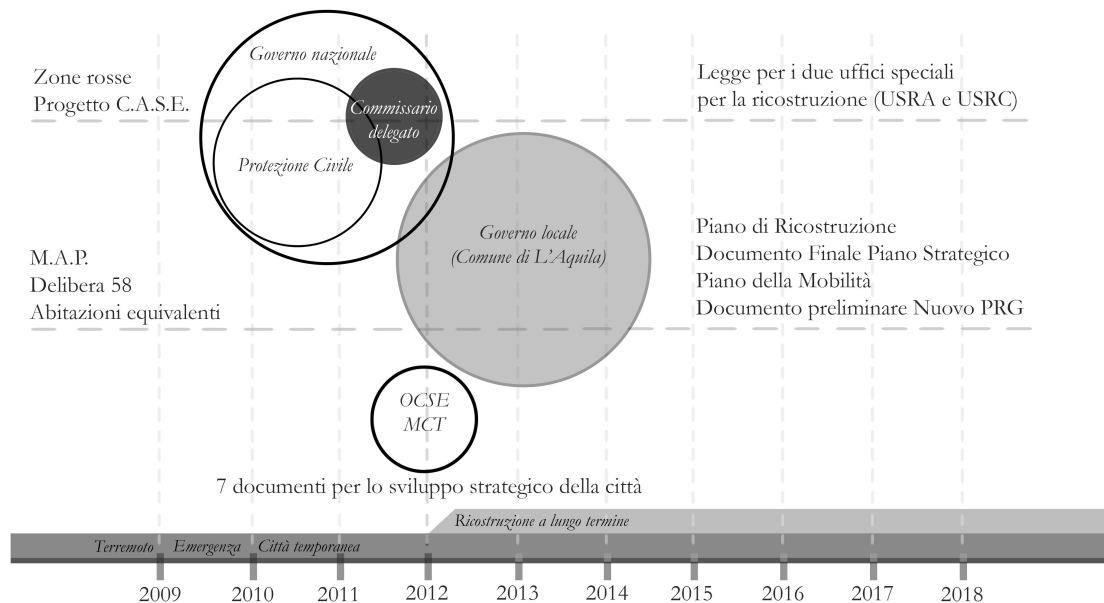 Governo nazionale
Zone rosse
Progetto C.A.S.E.
Commissario
delegato
Protezione Civile
Legge per i due uffici speciali
per la ricostruzione (USRA e USRC)
M.A.P.
Delibera 58
Abitazioni equivalenti
Governo locale
(Comune di L'Aquila)
Piano di Ricostruzione
Documento Finale Piano Strategico
Piano della Mobilità
Documento preliminare Nuovo PRG
OCSE
MCT
7 documenti per lo sviluppo strategico della città
Ricostruzione a lungo termine
Terremoto Emergenza Città temporanea
2009 2010 2011 2012 2013 2014 2015 2016 2017 2018